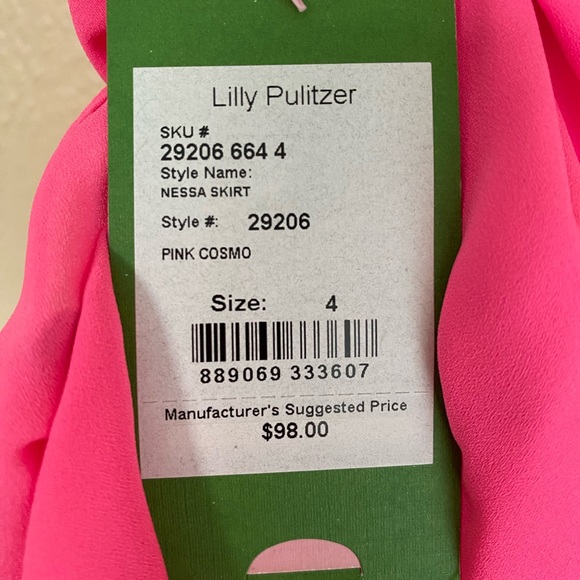 Lilly Pulitzer
SKU #
29206 664 4
Style Name:
NESSA SKIRT
Style #: 29206
PINK COSMO
Size: 4
889069 333607
Manufacturer's Suggested Price
$98.00